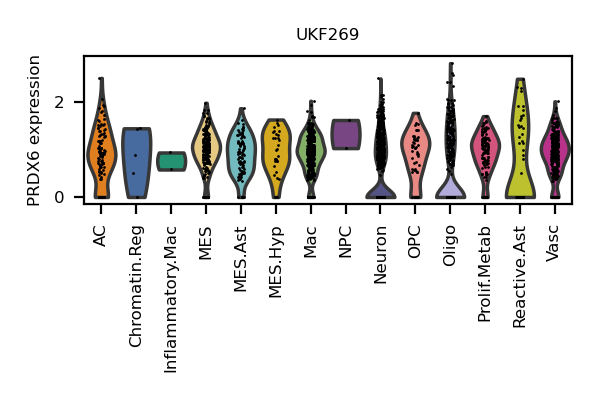 UKF269
PRDX6 expression
2
0
AC
Chromatin.Reg
Inflammatory.Mac
MES
MES.Ast
MES.Hyp
Mac
NPC
Neuron
OPC
Oligo
Prolif.Metab
Reactive.Ast
Vasc